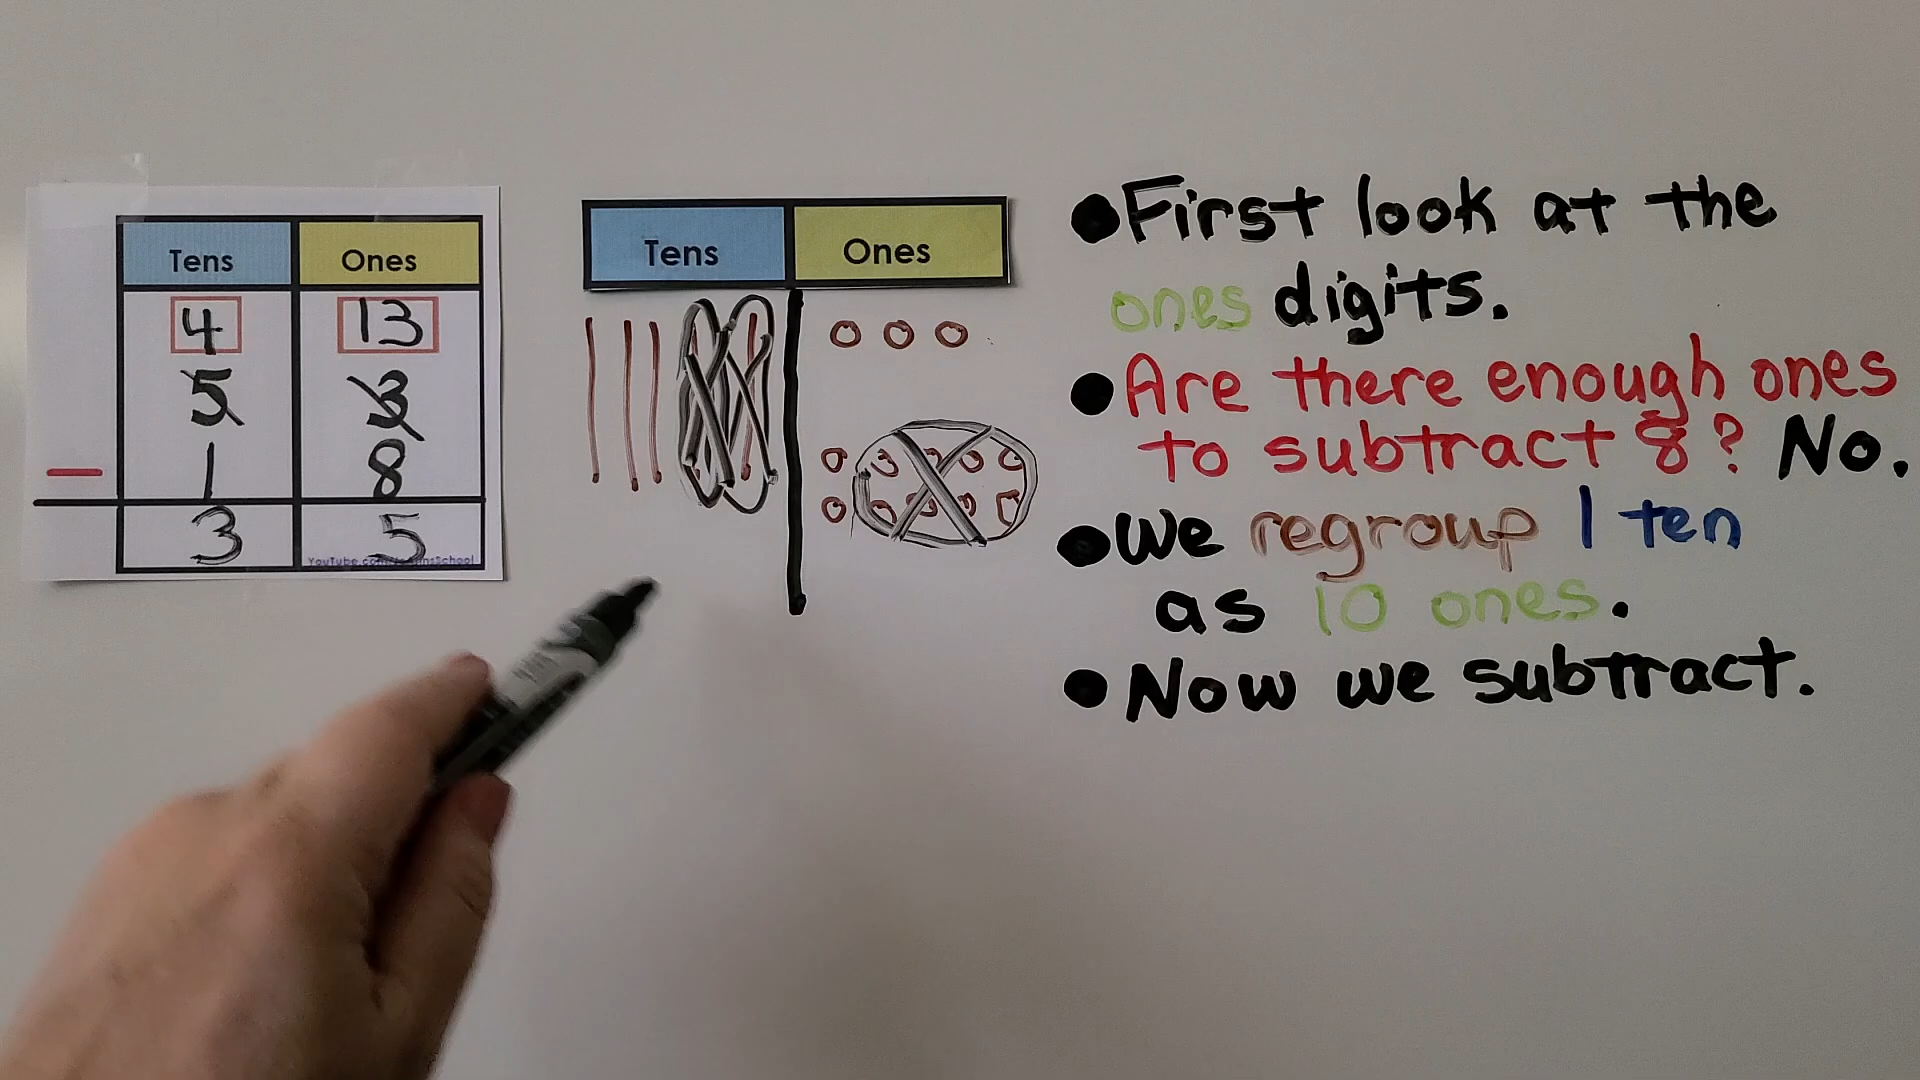 Tens Ones
4 13
5 3
— 1 8
3 5
Tens Ones
●First look at the
ones digits.
●Are there enough ones
to subtract 8? No.
●We regroup 1 ten
as 10 ones.
●Now we subtract.